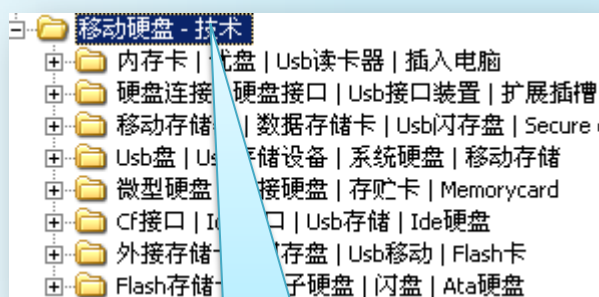 移动硬盘 - 技术
内存卡 | 优盘 | Usb读卡器 | 插入电脑
硬盘连接 硬盘接口 | Usb接口装置 | 扩展插槽
移动存储 | 数据存储卡 | Usb闪存盘 | Secure
Usb盘 | 存储设备 | 系统硬盘 | 移动存储
微型硬盘 接硬盘 | 存贮卡 | Memorycard
Cf接口 | 口 | Usb存储 | Ide硬盘
外接存储 存盘 | Usb移动 | Flash卡
Flash存储 子硬盘 | 闪盘 | Ata硬盘